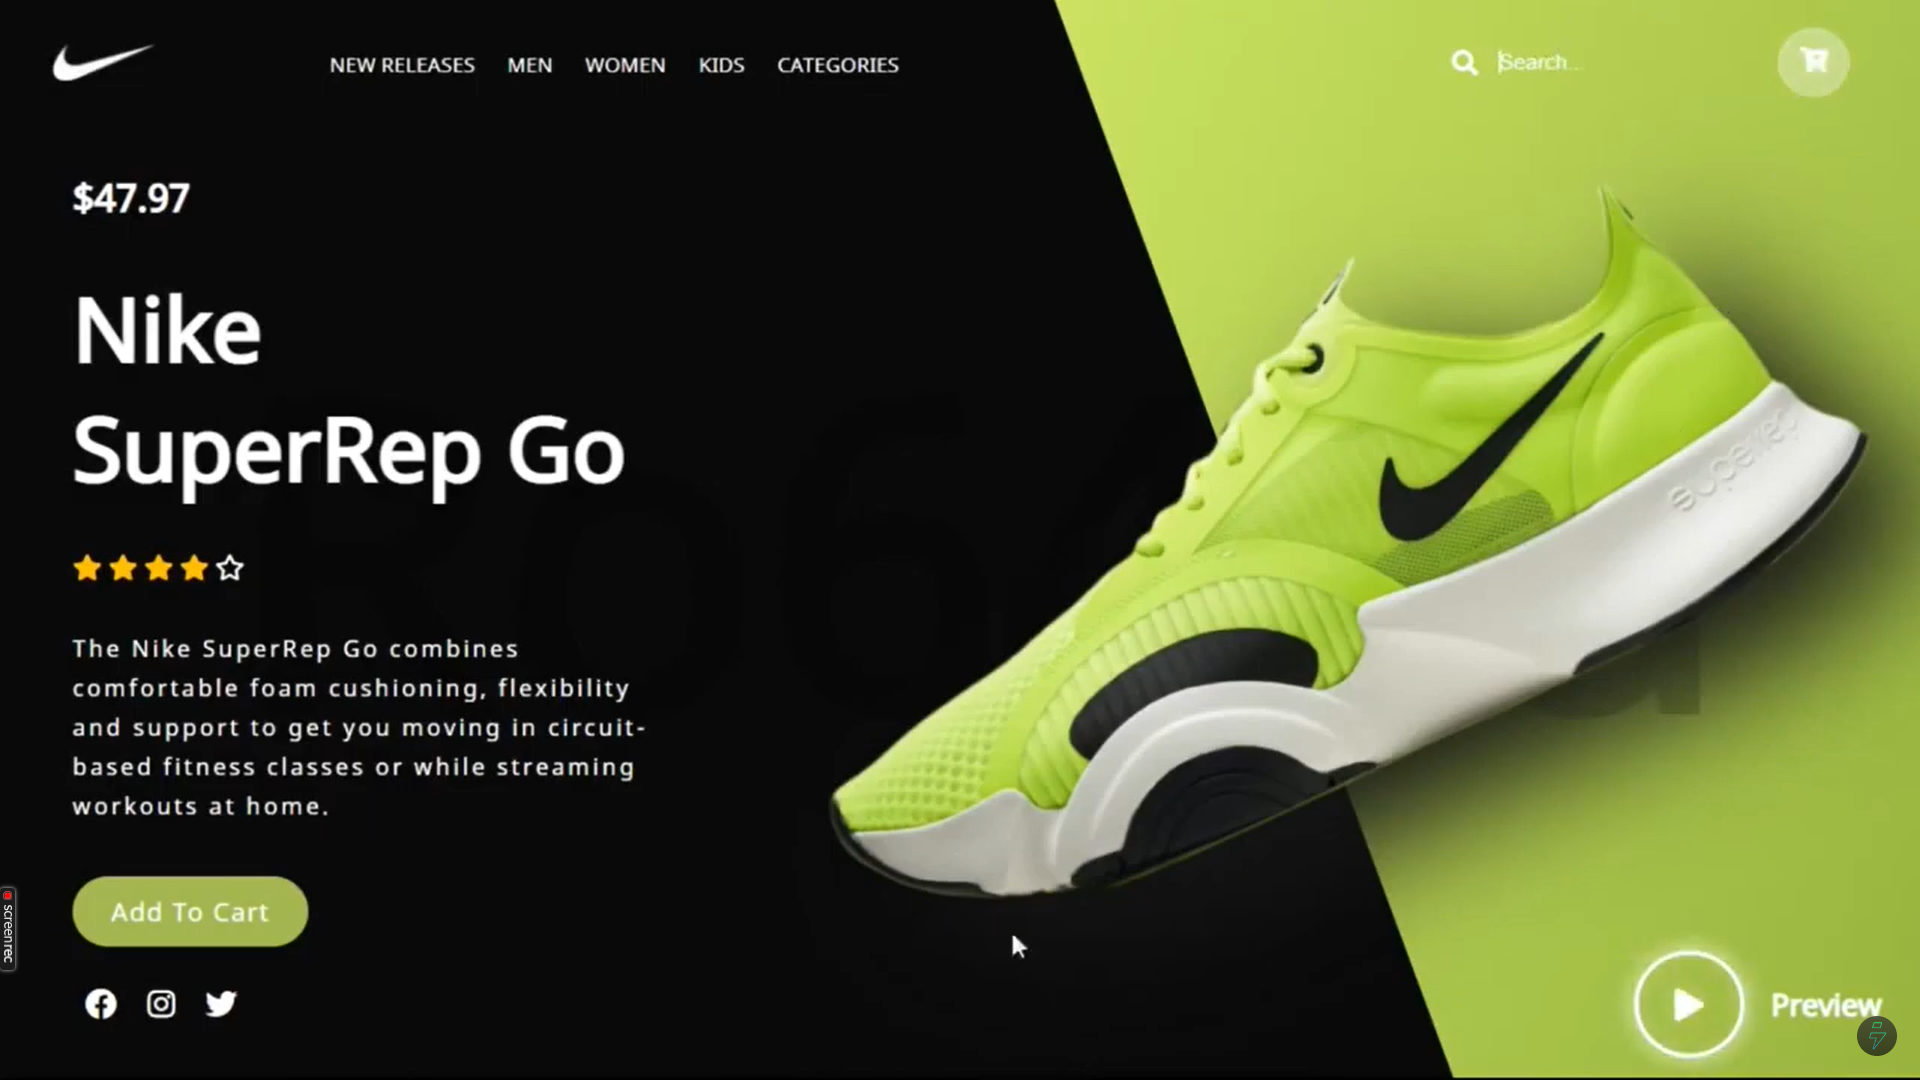 NEW RELEASES MEN WOMEN KIDS CATEGORIES
Search...
$47.97
Nike
SuperRep Go
The Nike SuperRep Go combines
comfortable foam cushioning, flexibility
and support to get you moving in circuit-
based fitness classes or while streaming
workouts at home.
Add To Cart
Preview
superrep
screenrec